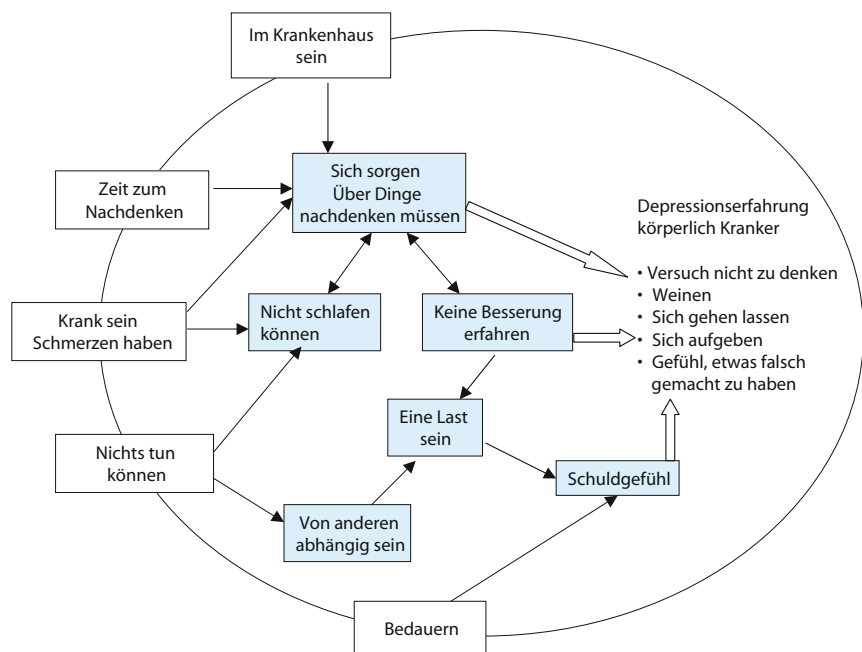 Im Krankenhaus
sein
Zeit zum
Nachdenken
Sich sorgen
Über Dinge
nachdenken müssen
Depressionserfahrung
körperlich Kranker
• Versuch nicht zu denken
• Weinen
• Sich gehen lassen
• Sich aufgeben
• Gefühl, etwas falsch
gemacht zu haben
Krank sein
Schmerzen haben
Nicht schlafen
können
Keine Besserung
erfahren
Eine Last
sein
Nichts tun
können
Schuldgefühl
Von anderen
abhängig sein
Bedauern